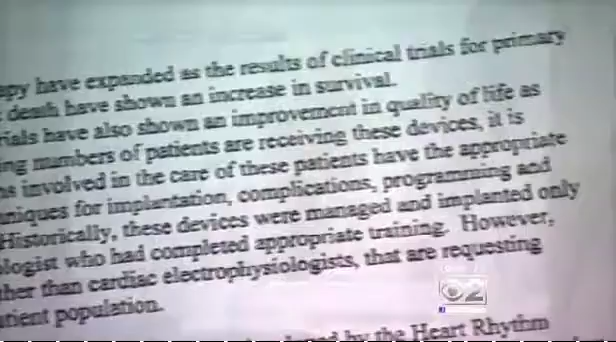 apy have expanded as the results of clinical trials for primary
death have shown an increase in survival.
rials have also shown an improvement in quality of life as
ng numbers of patients are receiving these devices, it is
s involved in the care of these patients have the appropriate
niques for implantation, complications, programming and
Historically, these devices were managed and implanted only
logist who had completed appropriate training. However,
ther than cardiac electrophysiologists, that are requesting
atient population.
by the Heart Rhythm
CBS 2